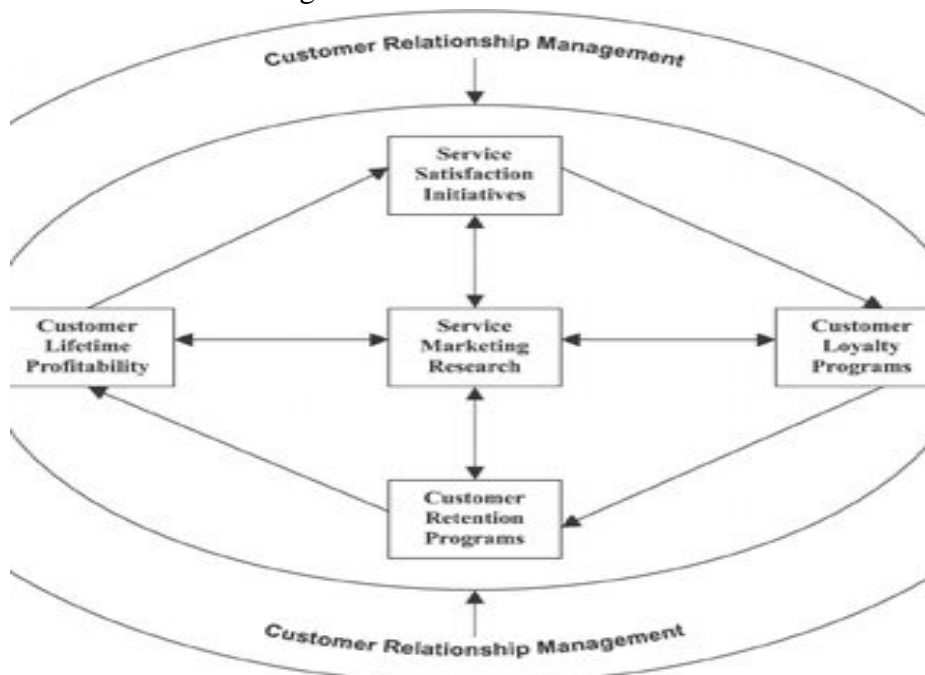 Customer Relationship Management
Service
Satisfaction
Initiatives
Customer
Lifetime
Profitability
Service
Marketing
Research
Customer
Loyalty
Programs
Customer
Retention
Programs
Customer Relationship Management